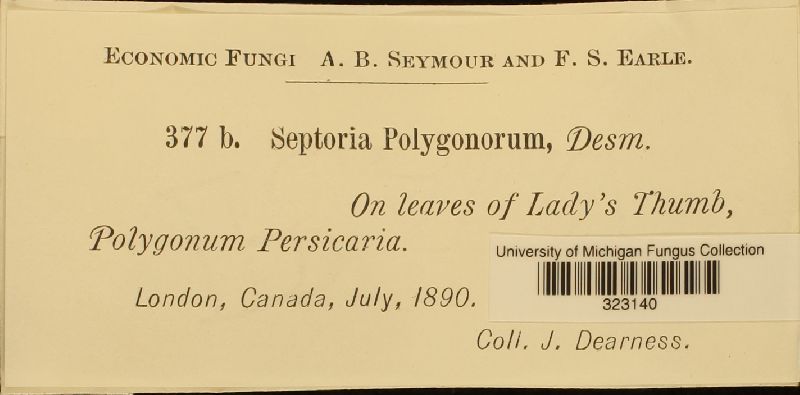 Economic Fungi A. B. Seymour and F. S. Earle.
377 b. Septoria Polygonorum, Desm.
On leaves of Lady's Thumb,
Polygonum Persicaria.
University of Michigan Fungus Collection
323140
London, Canada, July, 1890.
Coll. J. Dearness.